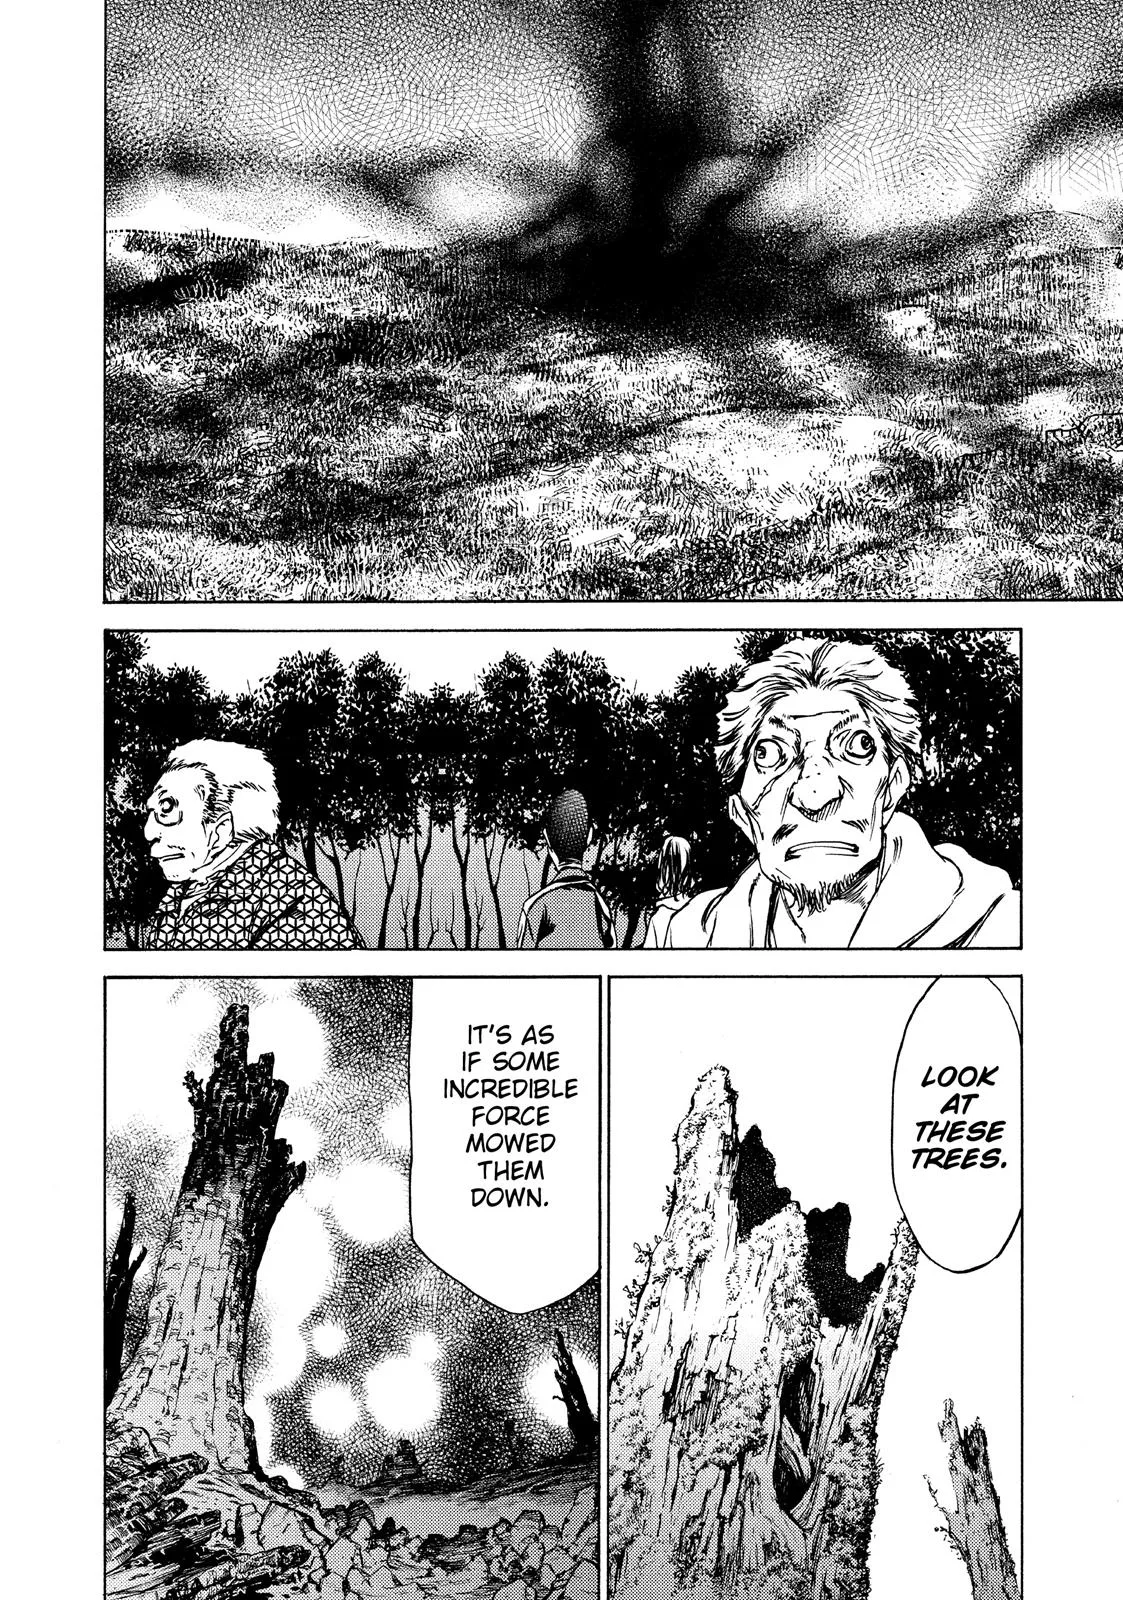 LOOK
AT
THESE
TREES.
IT'S AS
IF SOME
INCREDIBLE
FORCE
MOWED
THEM
DOWN.